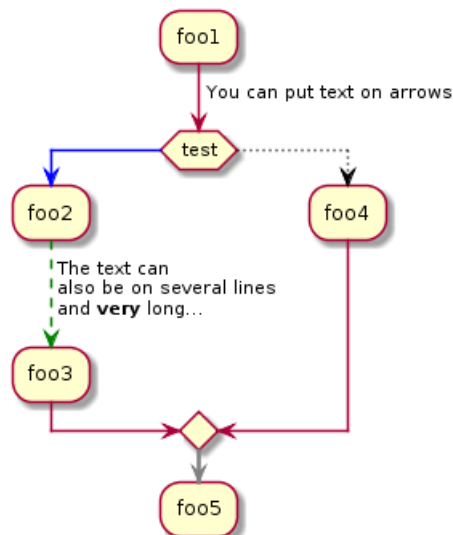 foo1
You can put text on arrows
test
foo2
foo4
The text can
also be on several lines
and very long...
foo3
foo5